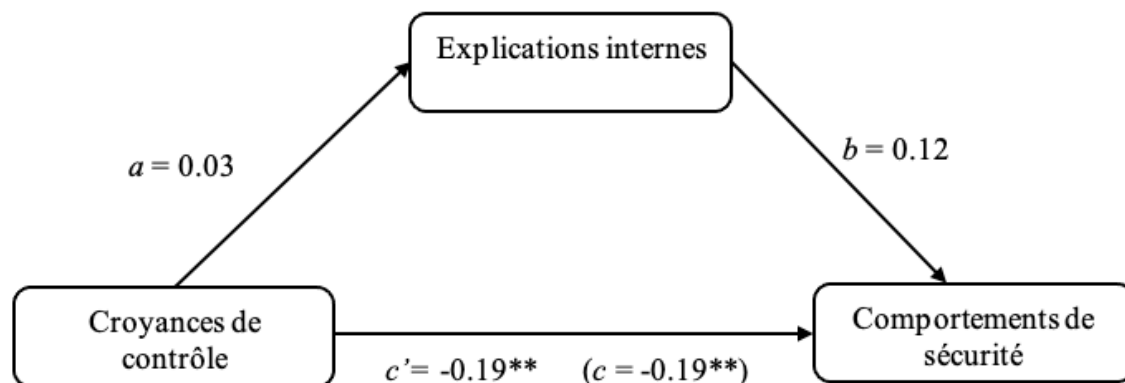 Explications internes
a = 0.03
b = 0.12
Croyances de
contrôle
Comportements de
sécurité
c’= -0.19** (c = -0.19**)